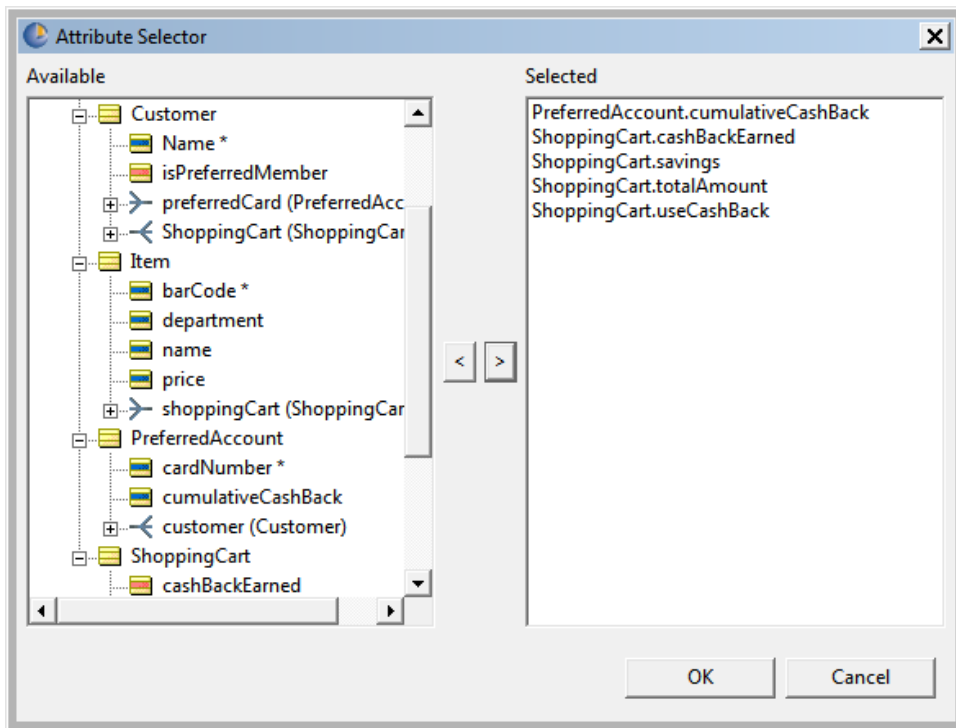 Attribute Selector
Available
Selected
Customer
Name *
isPreferredMember
preferredCard (PreferredAcc
ShoppingCart (ShoppingCar
Item
barCode *
department
name
price
shoppingCart (ShoppingCar
PreferredAccount
cardNumber *
cumulativeCashBack
customer (Customer)
ShoppingCart
cashBackEarned
< >
PreferredAccount.cumulativeCashBack
ShoppingCart.cashBackEarned
ShoppingCart.savings
ShoppingCart.totalAmount
ShoppingCart.useCashBack
OK
Cancel